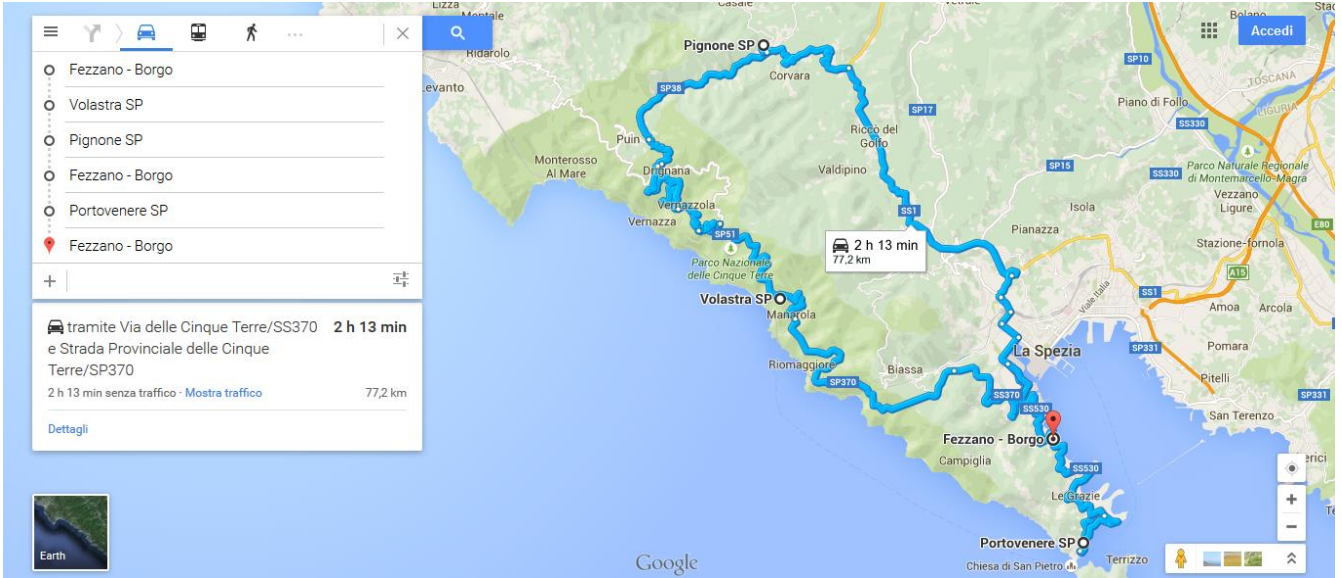 Fezzano - Borgo
Volastra SP
Pignone SP
Fezzano - Borgo
Portovenere SP
Fezzano - Borgo
tramite Via delle Cinque Terre/SS370 2 h 13 min
e Strada Provinciale delle Cinque
Terre/SP370
2 h 13 min senza traffico · Mostra traffico 77,2 km
Dettagli
Earth
Accedi
Ridarolo
Levanto
Pignone SP
Corvara
SP38
SP17
SP10
TOSCANA
LIGURIA
Piano di Follo
SS330
Puin
Riccò del
Golfo
Monterosso
Al Mare
Drignana
Valdipino
SP15
SS330
Parco Naturale Regionale
di Montemarcello-Magra
Vezzano
Ligure
Vernazzola
Vernazza
SS1
Isola
E80
SP51
Pianazza
Stazione-fornola
2 h 13 min
77,2 km
Parco Nazionale
delle Cinque Terre
A15
Viale Italia
SS1
Volastra SP
Manarola
Amoa
Arcola
La Spezia
SP331
Pomara
Riomaggiore
Biassa
SP370
Pitelli
SS370
SP331
SS530
San Terenzo
Fezzano - Borgo
Campiglia
SS530
erici
Le Grazie
Portovenere SP
Google
Chiesa di San Pietro
Terrizzo